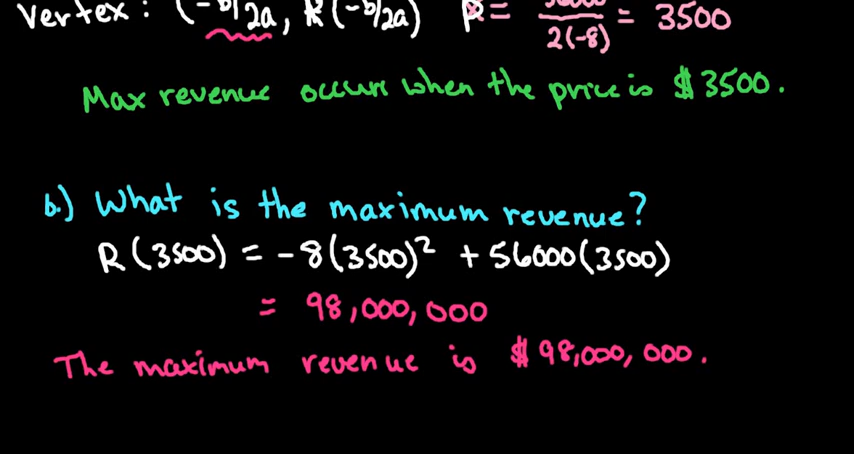 Vertex: (-b/2a, R(-b/2a) p = 56000/2(-8) = 3500
Max revenue occurs when the price is $3500.
b.) What is the maximum revenue?
R(3500) = -8(3500)² + 56000(3500)
= 98,000,000
The maximum revenue is $98,000,000.